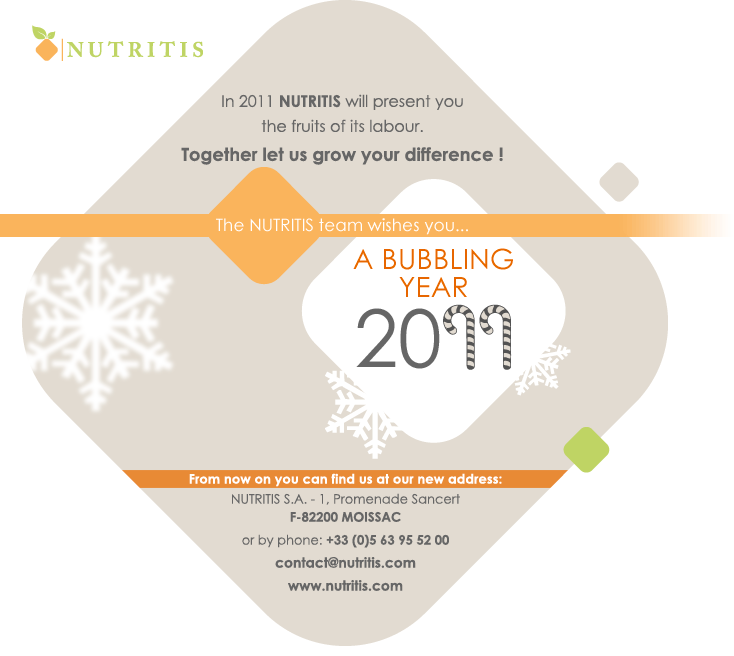 NUTRITIS
In 2011 NUTRITIS will present you
the fruits of its labour.
Together let us grow your difference !
The NUTRITIS team wishes you...
A BUBBLING
YEAR
2011
From now on you can find us at our new address:
NUTRITIS S.A. - 1, Promenade Sancert
F-82200 MOISSAC
or by phone: +33 (0)5 63 95 52 00
contact@nutritis.com
www.nutritis.com